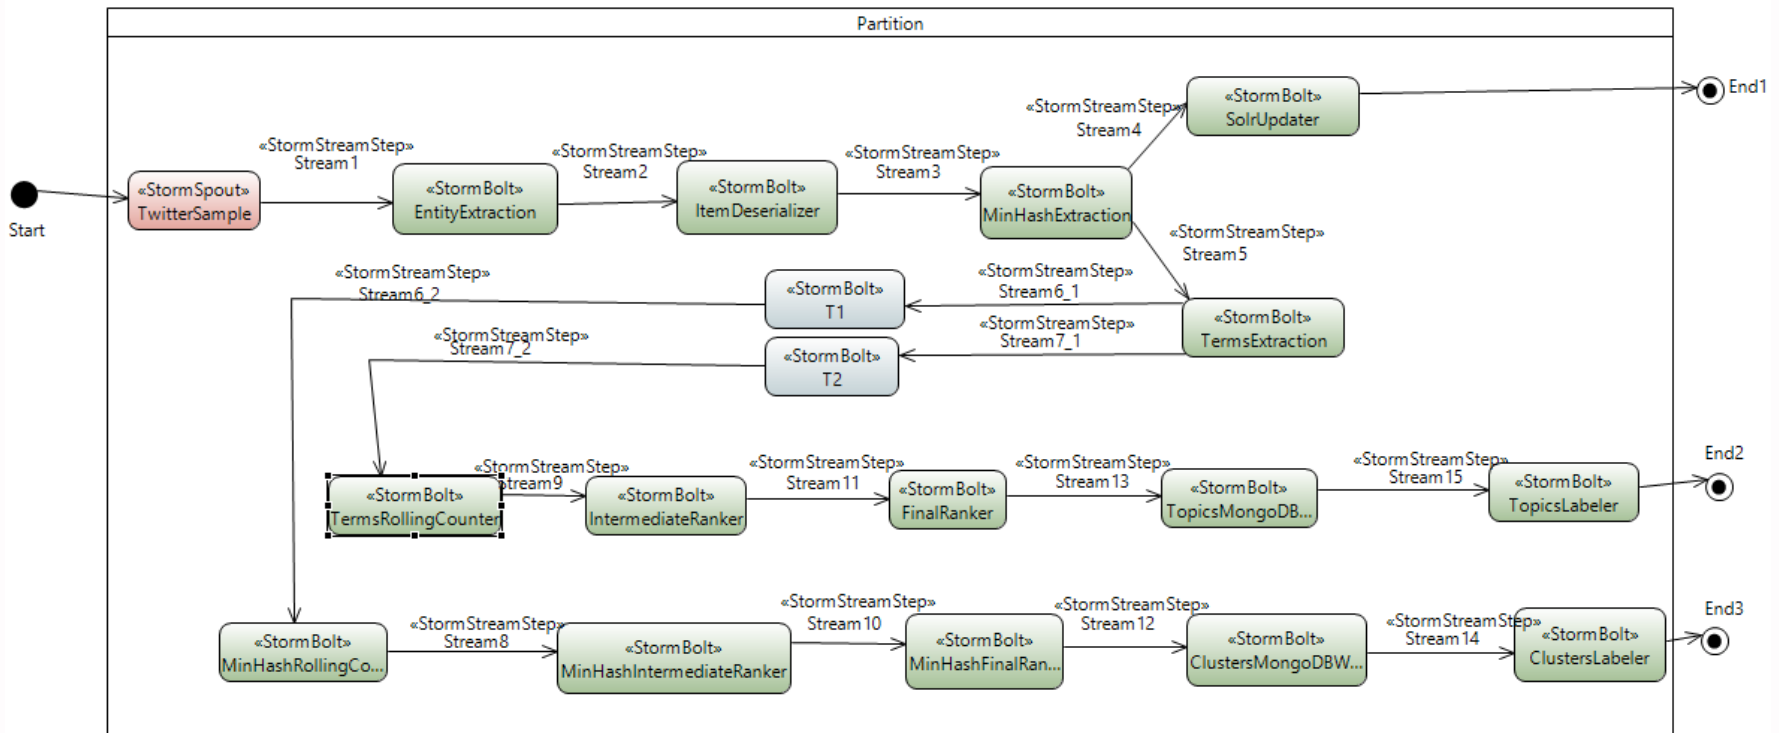 Partition
«StormStreamStep»
Stream4
«StormBolt»
SolrUpdater
End1
«StormStreamStep»
Stream1
«StormStreamStep»
Stream2
«StormStreamStep»
Stream3
Start
«StormSpout»
TwitterSample
«StormBolt»
EntityExtraction
«StormBolt»
ItemDeserializer
«StormBolt»
MinHashExtraction
«StormStreamStep»
Stream5
«StormStreamStep»
Stream6_2
«StormBolt»
T1
«StormStreamStep»
Stream6_1
«StormStreamStep»
Stream7_2
«StormBolt»
T2
«StormStreamStep»
Stream7_1
«StormBolt»
TermsExtraction
«StormBolt»
TermsRollingCounter
«StormStreamStep»
Stream9
«StormBolt»
IntermediateRanker
«StormStreamStep»
Stream11
«StormBolt»
FinalRanker
«StormStreamStep»
Stream13
«StormBolt»
TopicsMongoDB...
«StormStreamStep»
Stream15
«StormBolt»
TopicsLabeler
End2
«StormBolt»
MinHashRollingCo...
«StormStreamStep»
Stream8
«StormBolt»
MinHashIntermediateRanker
«StormStreamStep»
Stream10
«StormBolt»
MinHashFinalRan...
«StormStreamStep»
Stream12
«StormBolt»
ClustersMongoDBW...
«StormStreamStep»
Stream14
«StormBolt»
ClustersLabeler
End3